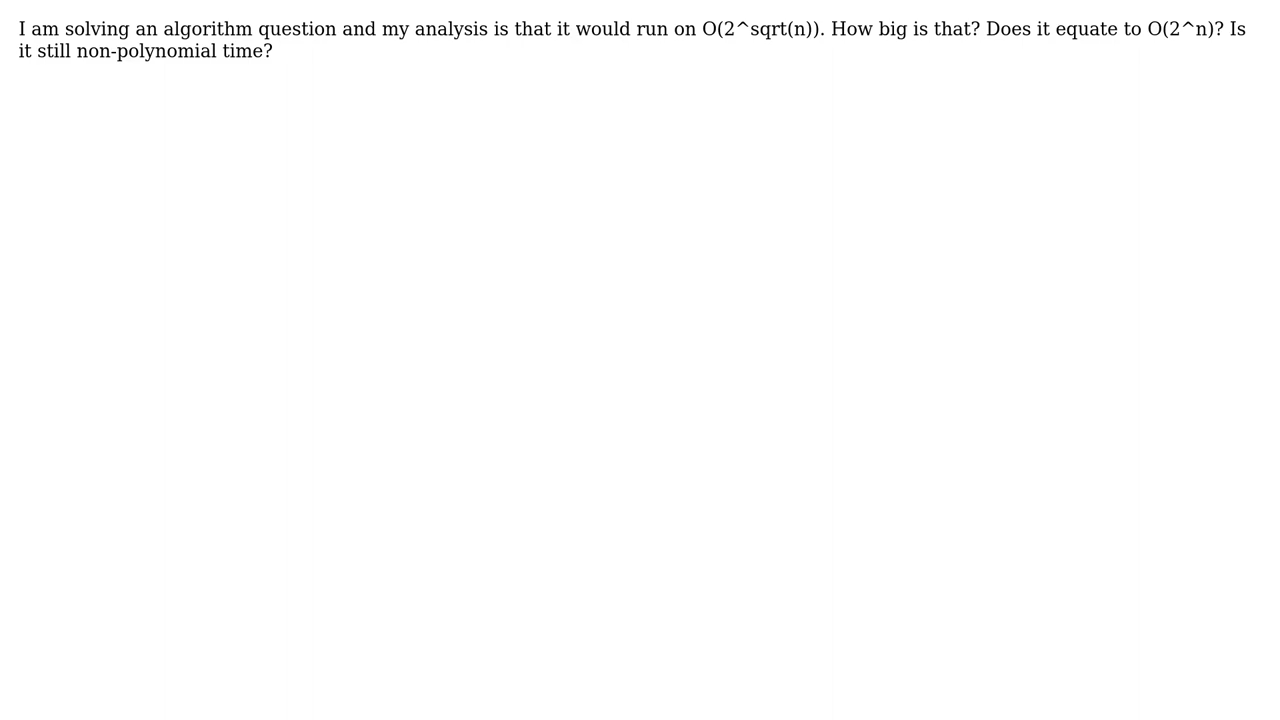 I am solving an algorithm question and my analysis is that it would run on O(2^sqrt(n)). How big is that? Does it equate to O(2^n)? Is
it still non-polynomial time?